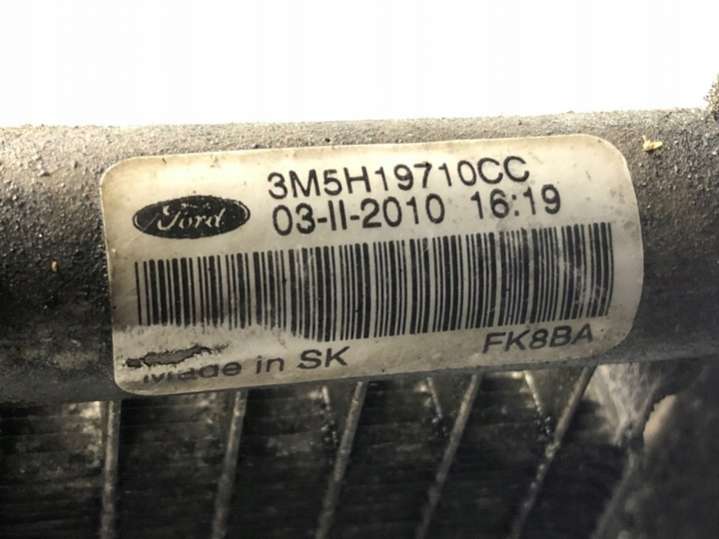 Ford
3M5H19710CC
03-II-2010 16:19
FK8BA
Made in SK